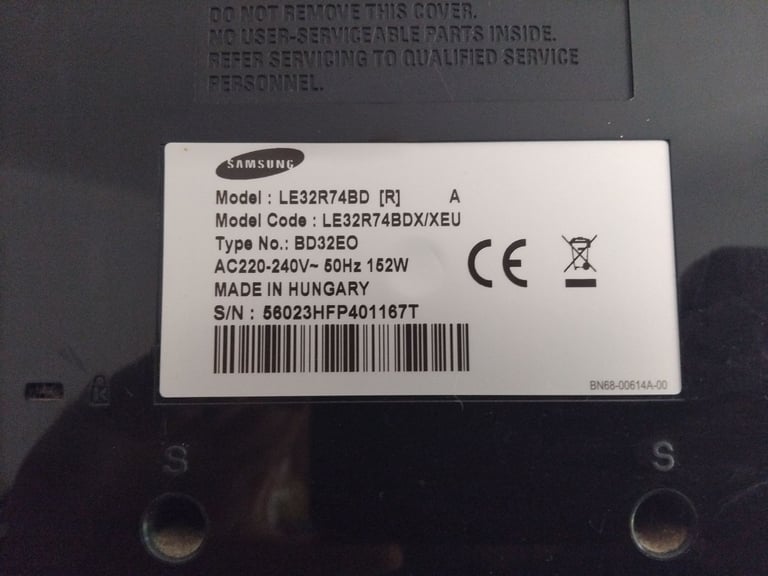 DO NOT REMOVE THIS COVER.
NO USER-SERVICEABLE PARTS INSIDE.
REFER SERVICING TO QUALIFIED SERVICE
PERSONNEL.
SAMSUNG
Model : LE32R74BD [R] A
Model Code : LE32R74BDX/XEU
Type No.: BD32EO
AC220-240V~ 50Hz 152W
MADE IN HUNGARY
S/N : 56023HFP401167T
CE
BN68-00614A-00
K
S
S